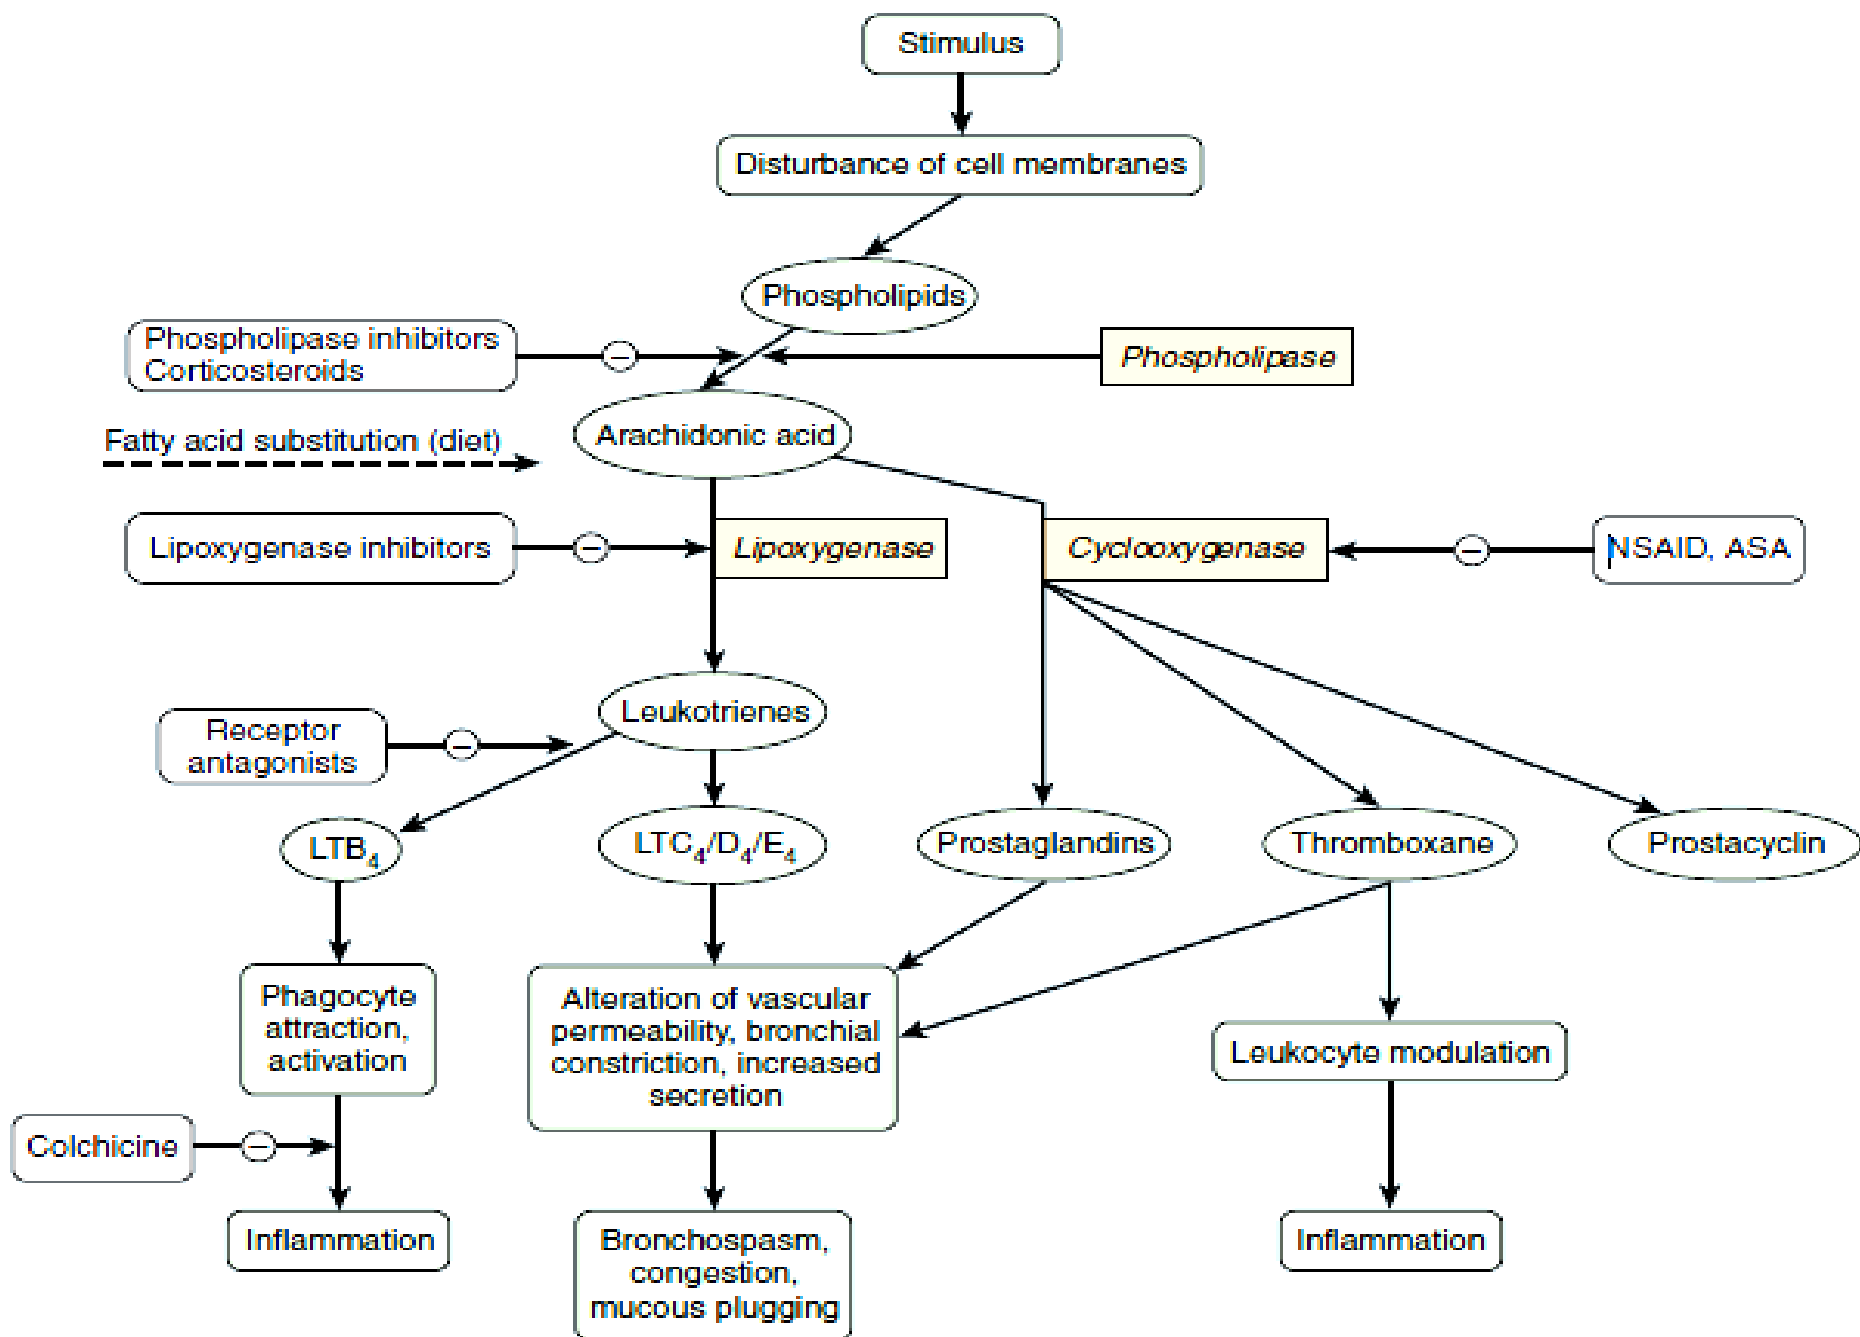 Stimulus
Disturbance of cell membranes
Phospholipids
Phospholipase inhibitors
Corticosteroids
Phospholipase
Arachidonic acid
Fatty acid substitution (diet)
Lipoxygenase inhibitors
Lipoxygenase
Cyclooxygenase
NSAID, ASA
Leukotrienes
Receptor
antagonists
LTB₄
LTC₄/D₄/E₄
Prostaglandins
Thromboxane
Prostacyclin
Phagocyte
attraction,
activation
Alteration of vascular
permeability, bronchial
constriction, increased
secretion
Leukocyte modulation
Colchicine
Inflammation
Bronchospasm,
congestion,
mucous plugging
Inflammation